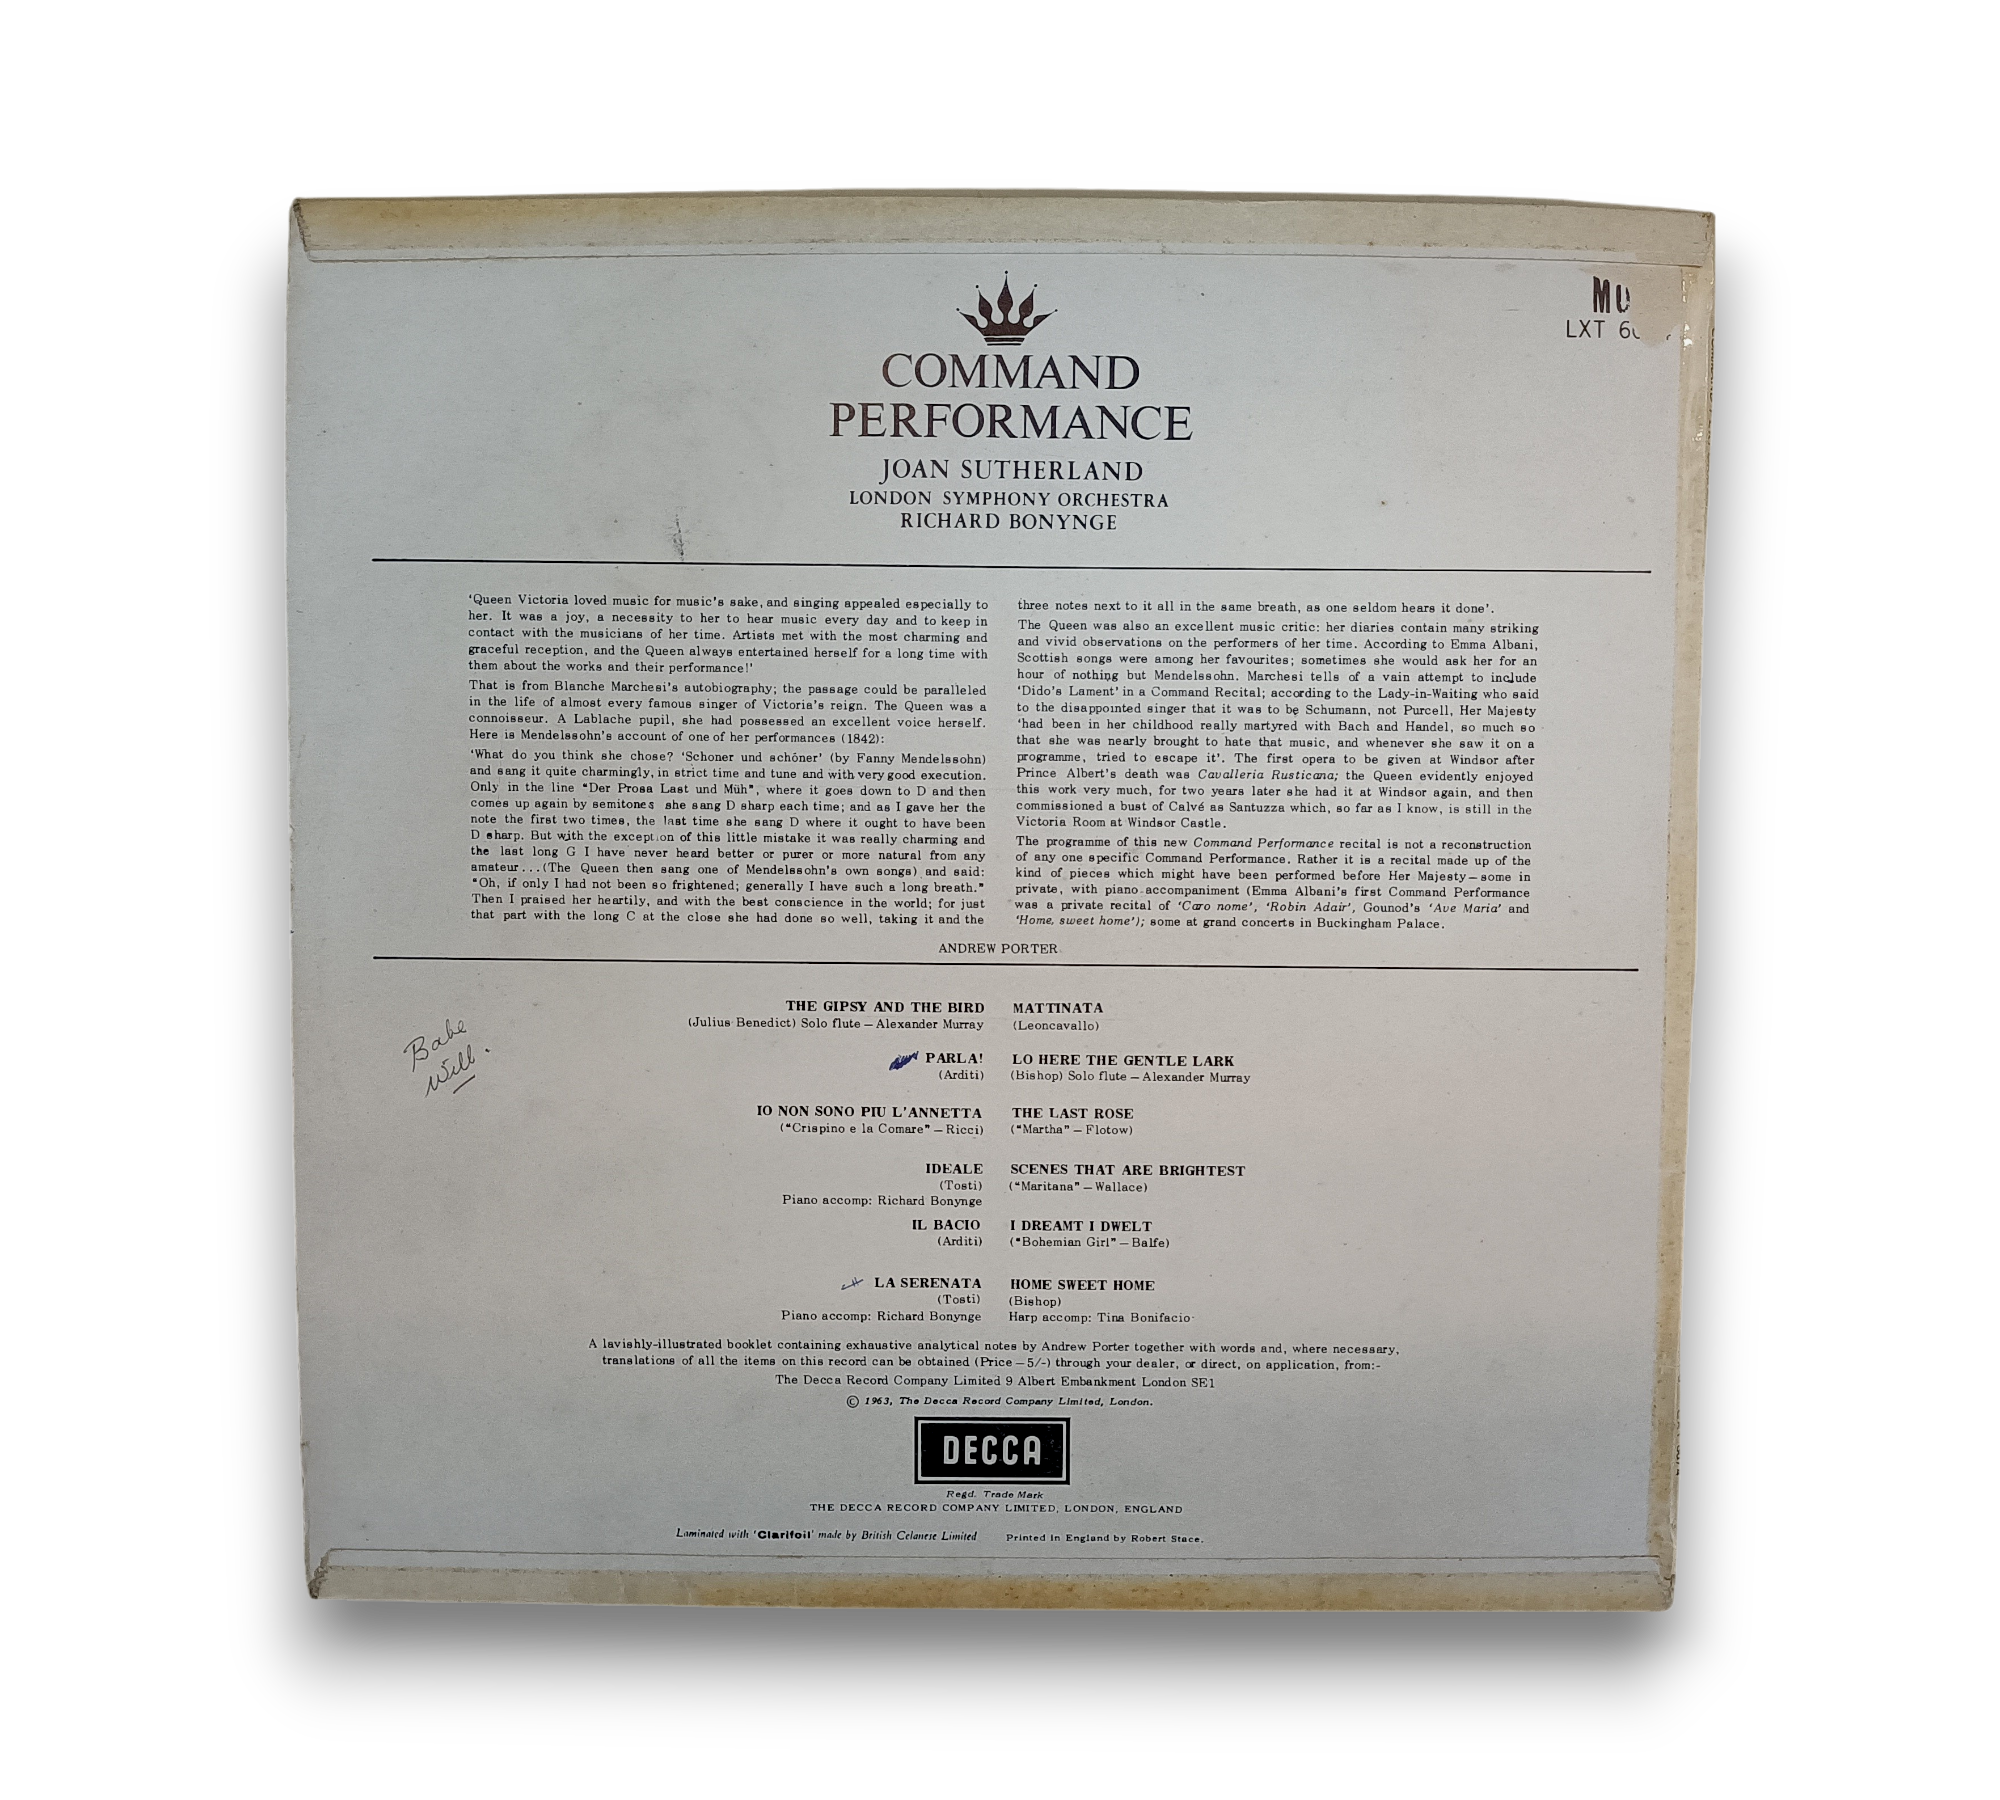 MU
LXT 6
COMMAND
PERFORMANCE
JOAN SUTHERLAND
LONDON SYMPHONY ORCHESTRA
RICHARD BONYNGE
‘Queen Victoria loved music for music's sake, and singing appealed especially to
her. It was a joy, a necessity to her to hear music every day and to keep in
contact with the musicians of her time. Artists met with the most charming and
graceful reception, and the Queen always entertained herself for a long time with
them about the works and their performance!’
That is from Blanche Marchesi's autobiography; the passage could be paralleled
in the life of almost every famous singer of Victoria's reign. The Queen was a
connoisseur. A Lablache pupil, she had possessed an excellent voice herself.
Here is Mendelssohn's account of one of her performances (1842):
‘What do you think she chose? ‘Schoner und schöner’ (by Fanny Mendelssohn)
and sang it quite charmingly, in strict time and tune and with very good execution.
Only in the line “Der Prosa Last und Müh”, where it goes down to D and then
comes up again by semitones she sang D sharp each time; and as I gave her the
note the first two times, the last time she sang D where it ought to have been
D sharp. But with the exception of this little mistake it was really charming and
the last long G I have never heard better or purer or more natural from any
amateur...(The Queen then sang one of Mendelssohn's own songs) and said:
“Oh, if only I had not been so frightened; generally I have such a long breath.”
Then I praised her heartily, and with the best conscience in the world; for just
that part with the long C at the close she had done so well, taking it and the
three notes next to it all in the same breath, as one seldom hears it done’.
The Queen was also an excellent music critic: her diaries contain many striking
and vivid observations on the performers of her time. According to Emma Albani,
Scottish songs were among her favourites; sometimes she would ask her for an
hour of nothing but Mendelssohn. Marchesi tells of a vain attempt to include
‘Dido's Lament’ in a Command Recital; according to the Lady-in-Waiting who said
to the disappointed singer that it was to be Schumann, not Purcell, Her Majesty
‘had been in her childhood really martyred with Bach and Handel, so much so
that she was nearly brought to hate that music, and whenever she saw it on a
programme, tried to escape it’. The first opera to be given at Windsor after
Prince Albert's death was Cavalleria Rusticana; the Queen evidently enjoyed
this work very much, for two years later she had it at Windsor again, and then
commissioned a bust of Calvé as Santuzza which, so far as I know, is still in the
Victoria Room at Windsor Castle.
The programme of this new Command Performance recital is not a reconstruction
of any one specific Command Performance. Rather it is a recital made up of the
kind of pieces which might have been performed before Her Majesty—some in
private, with piano accompaniment (Emma Albani's first Command Performance
was a private recital of ‘Caro nome’, ‘Robin Adair’, Gounod's ‘Ave Maria’ and
‘Home, sweet home’); some at grand concerts in Buckingham Palace.
ANDREW PORTER
Babe
Will.
THE GIPSY AND THE BIRD
(Julius Benedict) Solo flute – Alexander Murray
PARLA!
(Arditi)
IO NON SONO PIU L'ANNETTA
(“Crispino e la Comare” – Ricci)
IDEALE
(Tosti)
Piano accomp: Richard Bonynge
IL BACIO
(Arditi)
LA SERENATA
(Tosti)
Piano accomp: Richard Bonynge
MATTINATA
(Leoncavallo)
LO HERE THE GENTLE LARK
(Bishop) Solo flute – Alexander Murray
THE LAST ROSE
(“Martha” – Flotow)
SCENES THAT ARE BRIGHTEST
(“Maritana” – Wallace)
I DREAMT I DWELT
(“Bohemian Girl” – Balfe)
HOME SWEET HOME
(Bishop)
Harp accomp: Tina Bonifacio
A lavishly-illustrated booklet containing exhaustive analytical notes by Andrew Porter together with words and, where necessary,
translations of all the items on this record can be obtained (Price – 5/-) through your dealer, or direct, on application, from:-
The Decca Record Company Limited 9 Albert Embankment London SE1
© 1963, The Decca Record Company Limited, London.
DECCA
Regd. Trade Mark
THE DECCA RECORD COMPANY LIMITED, LONDON, ENGLAND
Laminated with ‘Clarifoil’ made by British Celanese Limited Printed in England by Robert Stace.